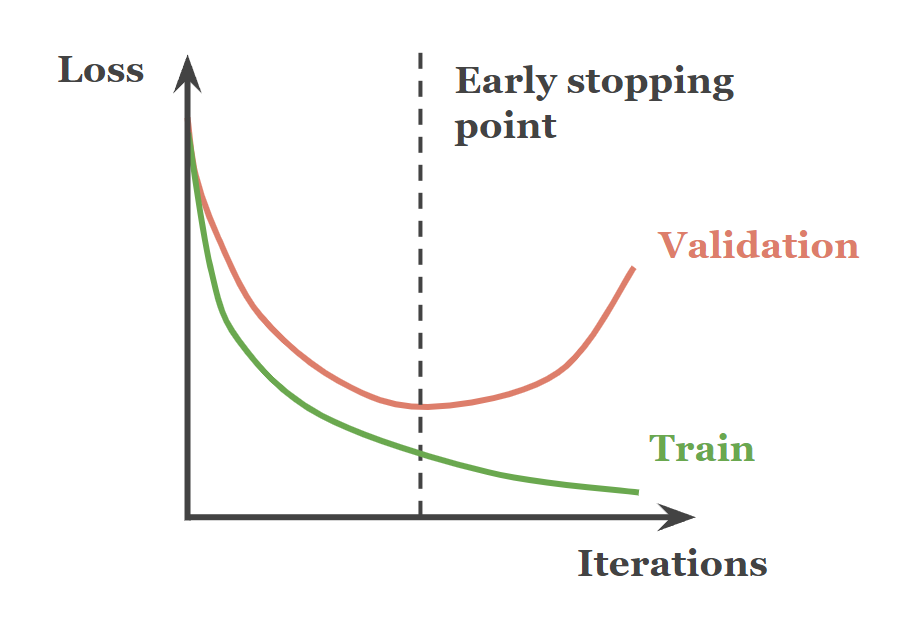 Loss
Early stopping
point
Validation
Train
Iterations